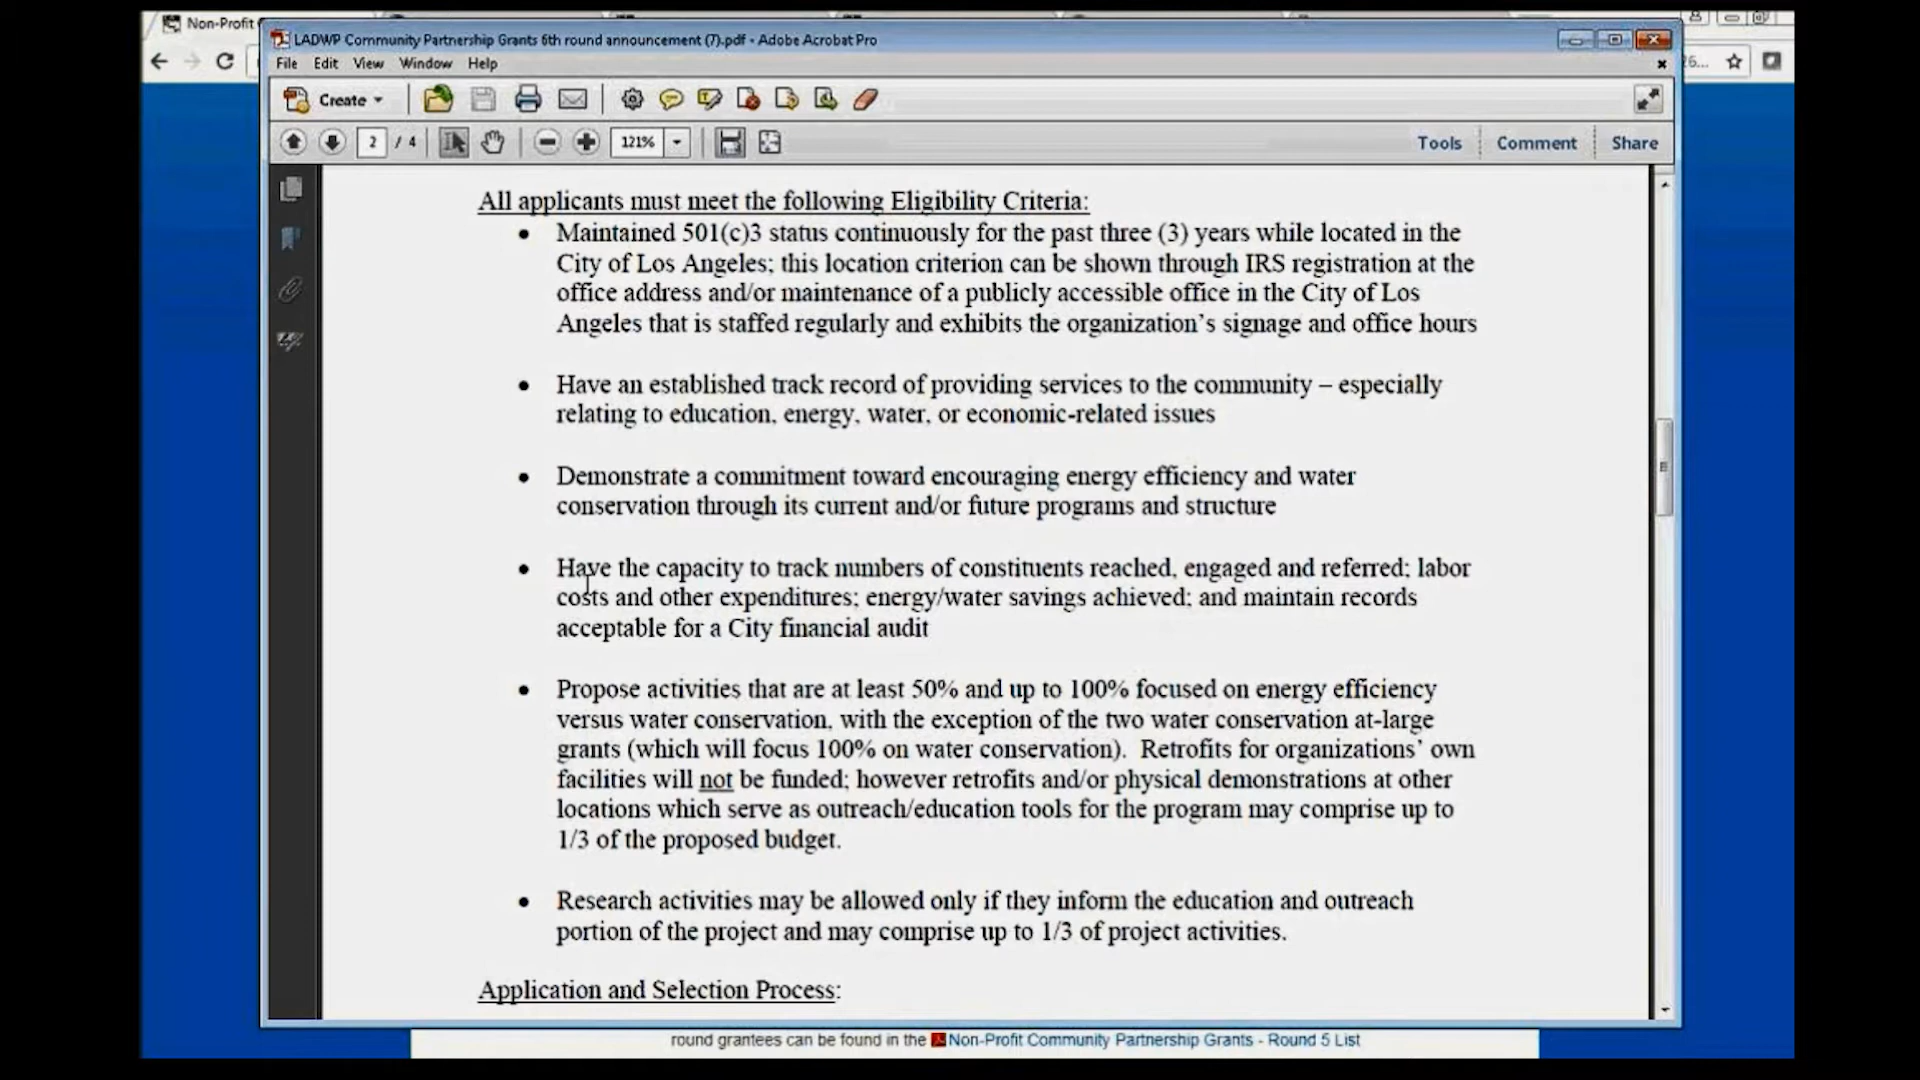 Non-Profit
LADWP Community Partnership Grants 6th round announcement (7).pdf - Adobe Acrobat Pro
File Edit View Window Help
26...
Create
2 / 4 121% Tools Comment Share
All applicants must meet the following Eligibility Criteria:
• Maintained 501(c)3 status continuously for the past three (3) years while located in the
City of Los Angeles; this location criterion can be shown through IRS registration at the
office address and/or maintenance of a publicly accessible office in the City of Los
Angeles that is staffed regularly and exhibits the organization's signage and office hours
• Have an established track record of providing services to the community – especially
relating to education, energy, water, or economic-related issues
• Demonstrate a commitment toward encouraging energy efficiency and water
conservation through its current and/or future programs and structure
• Have the capacity to track numbers of constituents reached, engaged and referred; labor
costs and other expenditures; energy/water savings achieved; and maintain records
acceptable for a City financial audit
• Propose activities that are at least 50% and up to 100% focused on energy efficiency
versus water conservation, with the exception of the two water conservation at-large
grants (which will focus 100% on water conservation). Retrofits for organizations' own
facilities will not be funded; however retrofits and/or physical demonstrations at other
locations which serve as outreach/education tools for the program may comprise up to
1/3 of the proposed budget.
• Research activities may be allowed only if they inform the education and outreach
portion of the project and may comprise up to 1/3 of project activities.
Application and Selection Process:
round grantees can be found in the Non-Profit Community Partnership Grants - Round 5 List